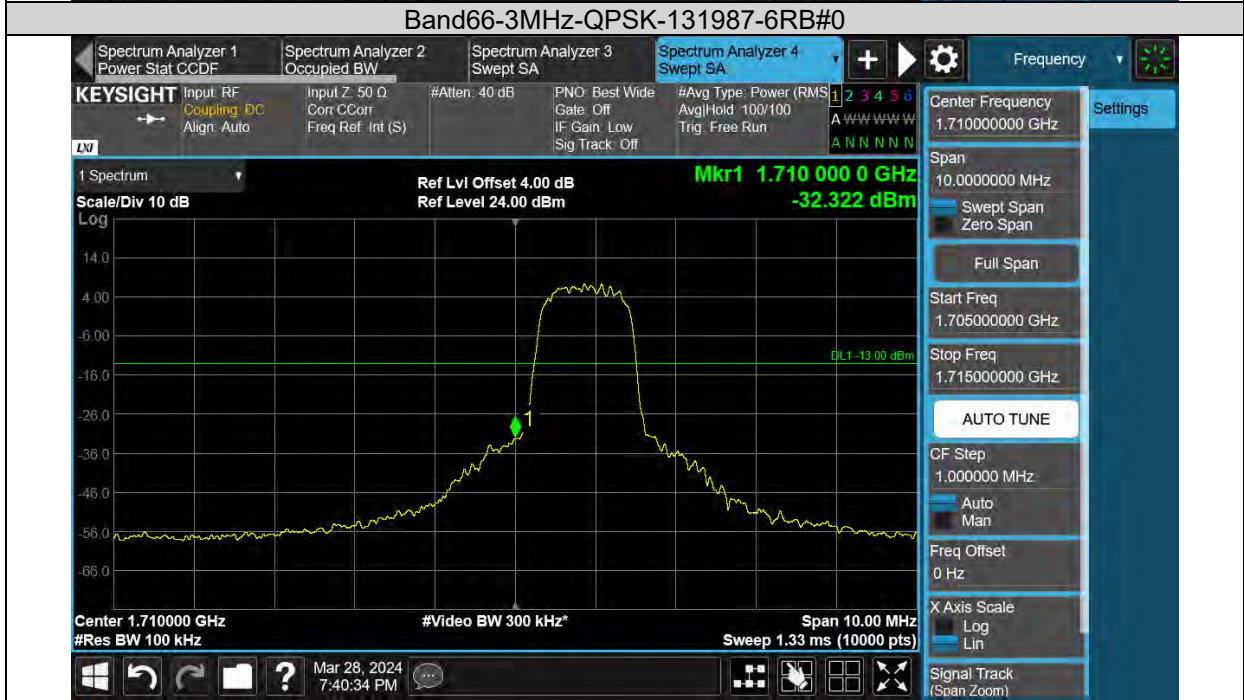 Band66-3MHz-QPSK-131987-6RB#0
Spectrum Analyzer 1
Power Stat CCDF
Spectrum Analyzer 2
Occupied BW
Spectrum Analyzer 3
Swept SA
Spectrum Analyzer 4
Swept SA
+
Frequency
KEYSIGHT
LXI
Input: RF
Coupling: DC
Align: Auto
Input Z: 50 Ω
Corr CCorr
Freq Ref: Int (S)
#Atten: 40 dB
PNO: Best Wide
Gate: Off
IF Gain: Low
Sig Track: Off
#Avg Type: Power (RMS
Avg|Hold: 100/100
Trig: Free Run
1 2 3 4 5 6
A W W W W W
A N N N N N
Settings
1 Spectrum
Scale/Div 10 dB
Ref Lvl Offset 4.00 dB
Ref Level 24.00 dBm
Mkr1 1.710 000 0 GHz
-32.322 dBm
Log
14.0
4.00
-6.00
-16.0
-26.0
-36.0
-46.0
-56.0
-66.0
DL1 -13.00 dBm
1
Center 1.710000 GHz
#Res BW 100 kHz
#Video BW 300 kHz*
Span 10.00 MHz
Sweep 1.33 ms (10000 pts)
Center Frequency
1.710000000 GHz
Span
10.0000000 MHz
Swept Span
Zero Span
Full Span
Start Freq
1.705000000 GHz
Stop Freq
1.715000000 GHz
AUTO TUNE
CF Step
1.000000 MHz
Auto
Man
Freq Offset
0 Hz
X Axis Scale
Log
Lin
Signal Track
(Span Zoom)
?
Mar 28, 2024
7:40:34 PM